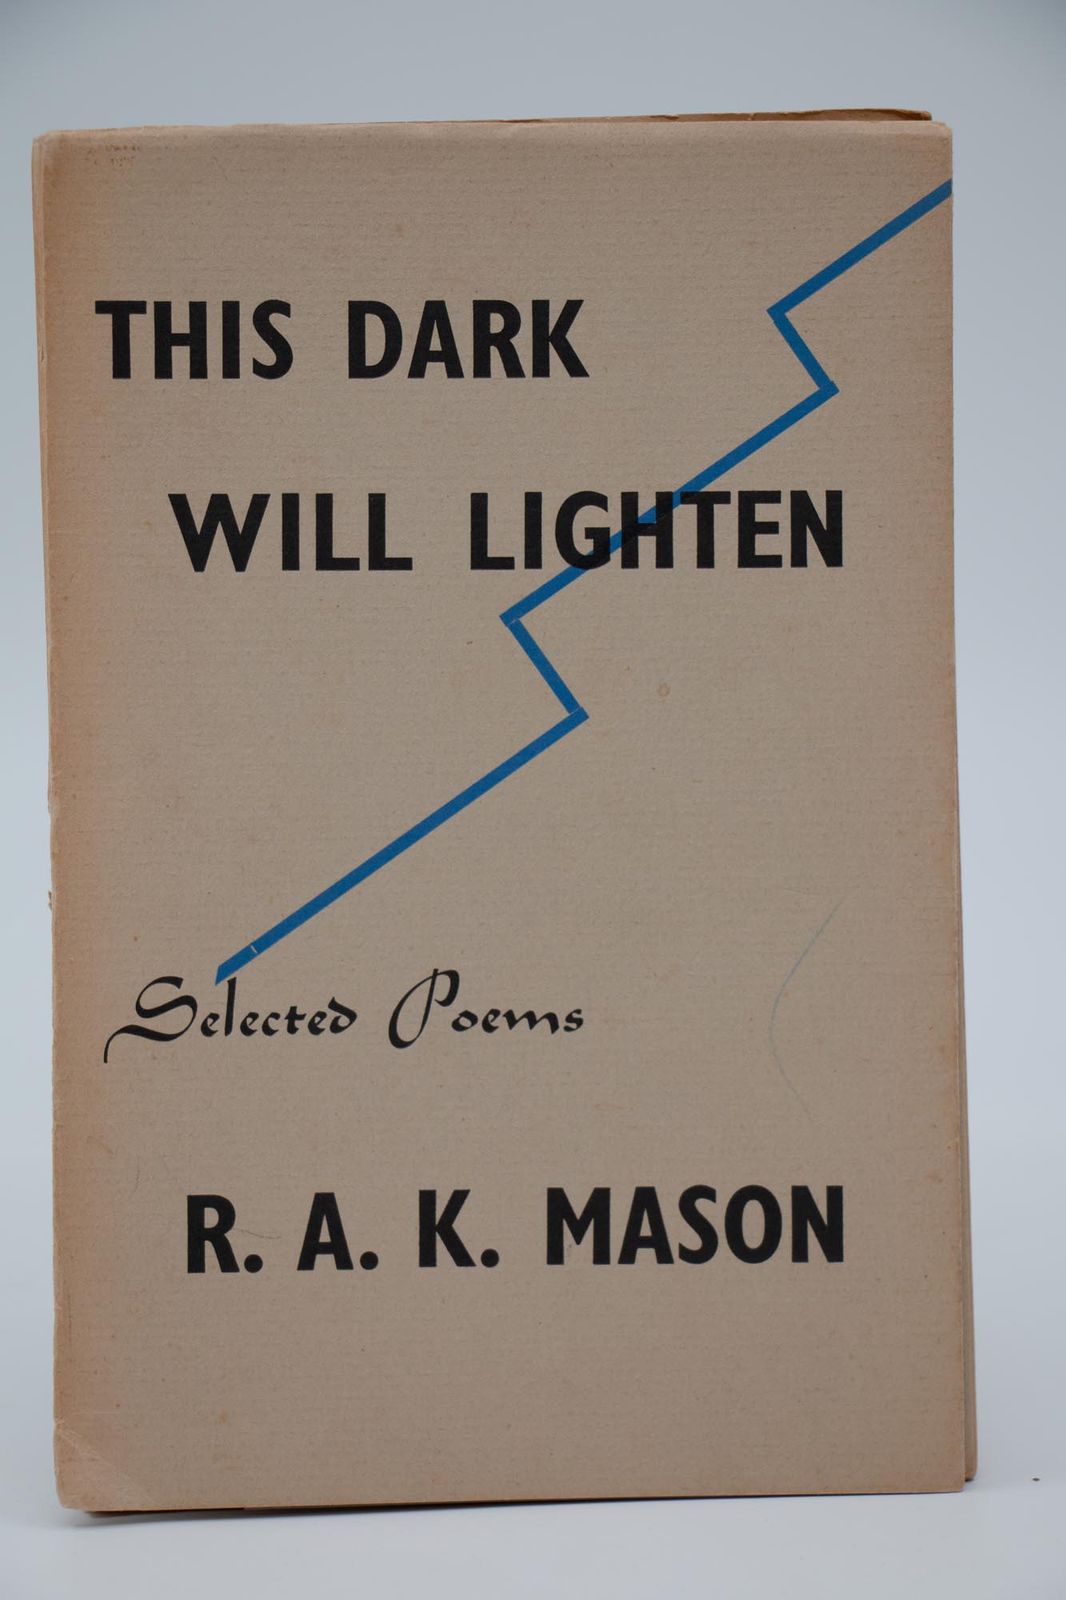 THIS DARK
WILL LIGHTEN
Selected Poems
R. A. K. MASON